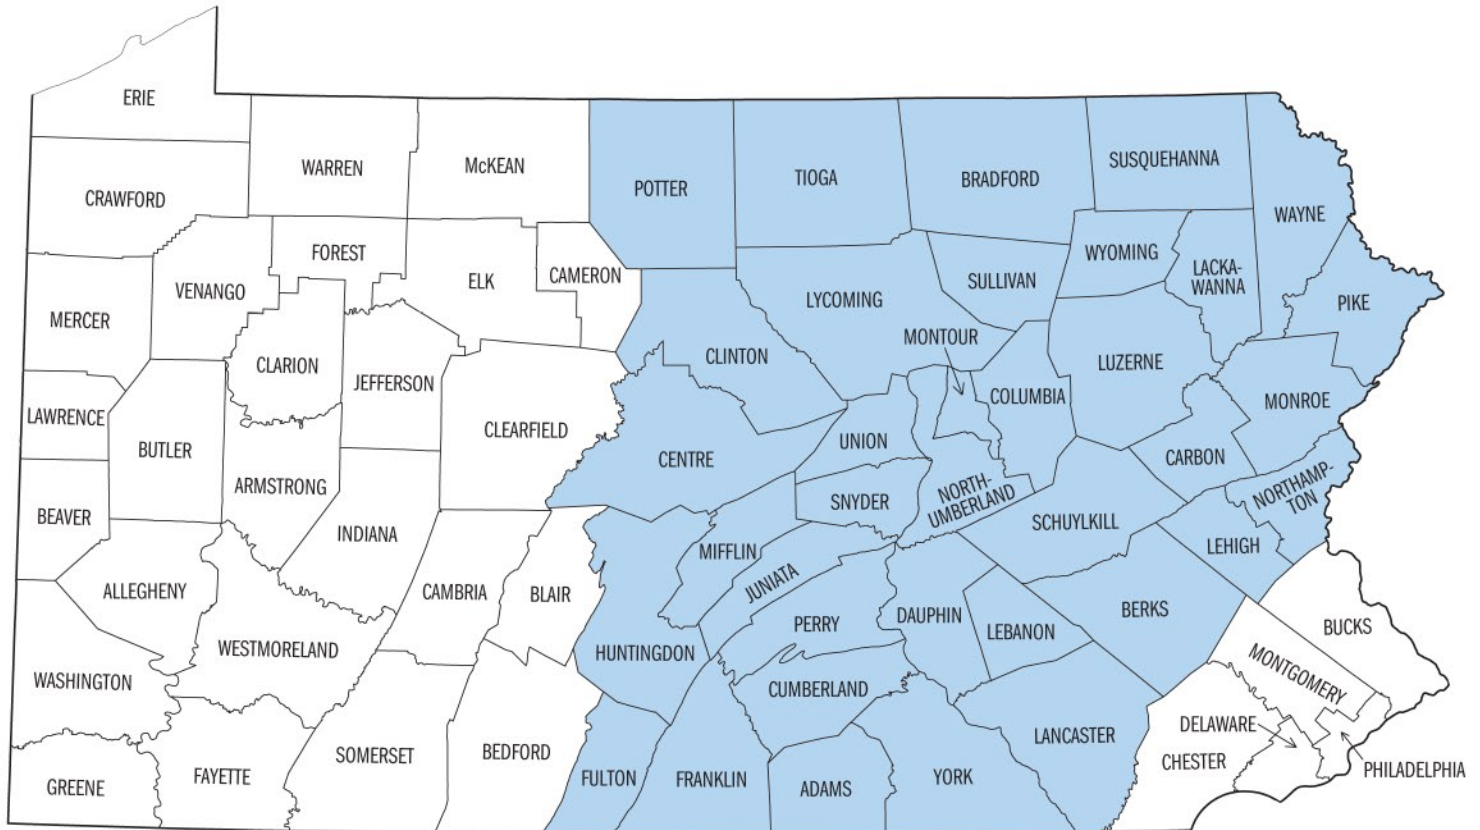 ERIE
WARREN
McKEAN
POTTER
TIOGA
BRADFORD
SUSQUEHANNA
CRAWFORD
WAYNE
FOREST
VENANGO
ELK
CAMERON
LYCOMING
SULLIVAN
WYOMING
LACKA-
WANNA
PIKE
MERCER
CLARION
JEFFERSON
CLINTON
MONTOUR
LUZERNE
COLUMBIA
MONROE
LAWRENCE
BUTLER
CLEARFIELD
CENTRE
UNION
CARBON
ARMSTRONG
SNYDER
NORTH-
UMBERLAND
NORTHAMP-
TON
BEAVER
INDIANA
SCHUYLKILL
LEHIGH
MIFFLIN
JUNIATA
ALLEGHENY
CAMBRIA
BLAIR
PERRY
DAUPHIN
LEBANON
BERKS
BUCKS
WESTMORELAND
HUNTINGDON
WASHINGTON
CUMBERLAND
MONTGOMERY
DELAWARE
LANCASTER
CHESTER
PHILADELPHIA
GREENE
FAYETTE
SOMERSET
BEDFORD
FULTON
FRANKLIN
ADAMS
YORK